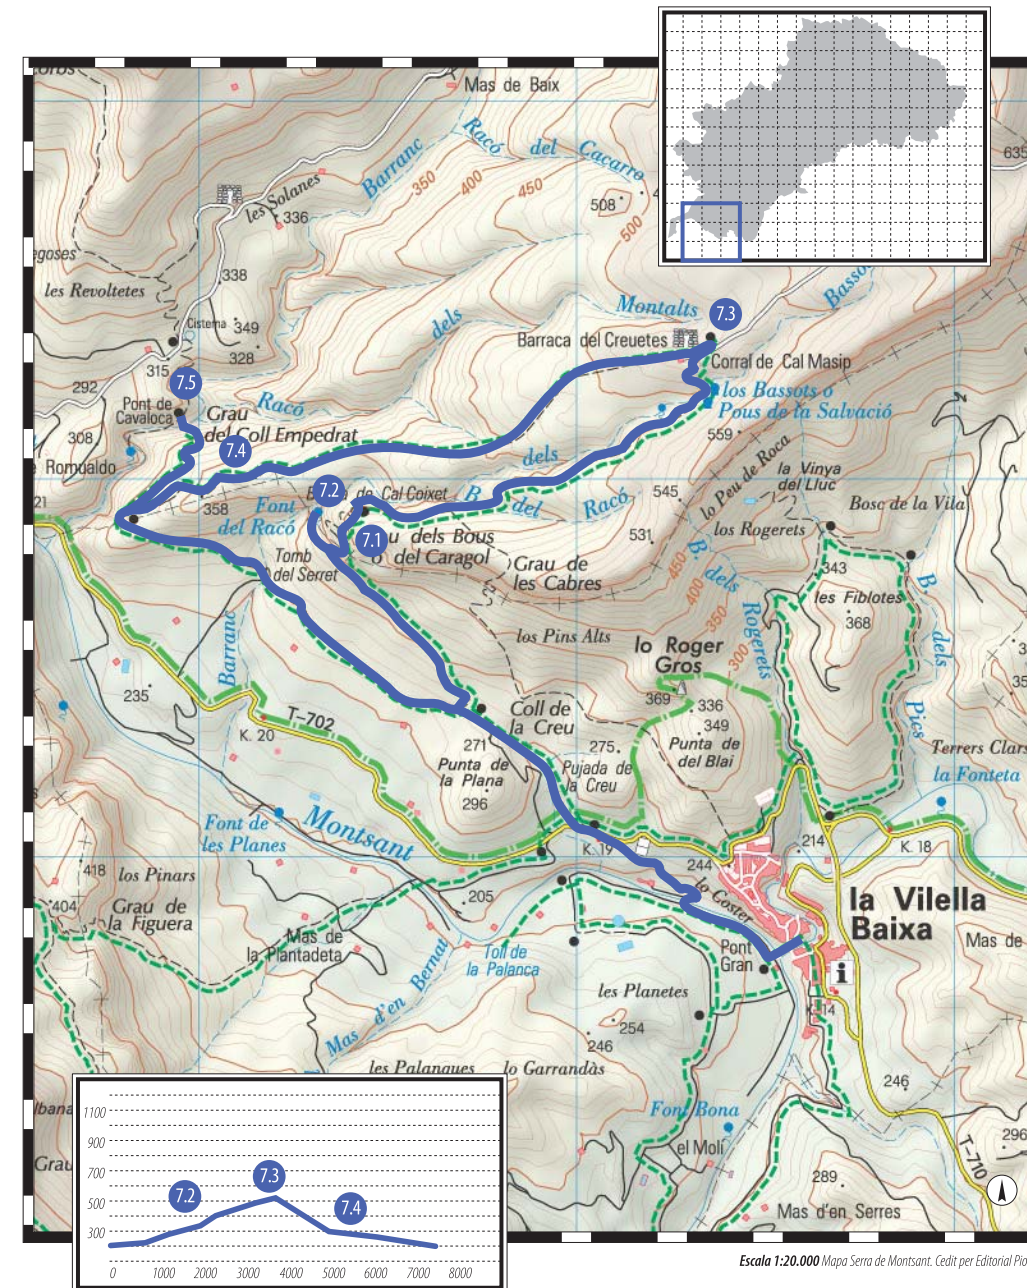 Mas de Baix
Barranc
Racó del Cacarro
350
400
450
500
508
635
les Solanes
336
338
les Revoltetes
Cisterna
349
328
315
292
308
7.5
Pont de
Cavaloca
Racó
dels
Montalts
Grau
del Coll Empedrat
7.4
7.3
Barraca del Creuetes
Corral de Cal Masip
los Bassots o
Pous de la Salvació
559
545
531
lo Peu de Roca
la Vinya
del Lluc
Bosc de la Vila
los Rogerets
Romualdo
21
358
Font
del Racó
7.2
de Cal Coixet
B. dels
del Racó
7.1
dels Bous
o del Caragol
Tomb
del Serret
Grau de
les Cabres
450
400
350
300
B. dels Rogerets
343
les Fiblotes
368
B. dels Pics
los Pins Alts
lo Roger
Gros
369
336
349
Punta de
del Blai
Barranc
235
T-702
K. 20
Coll de
la Creu
271
Punta de
la Plana
296
275
Pujada de
la Creu
Terrers Clars
la Fonteta
Montsant
Font de
les Planes
K. 19
244
214
K. 18
418
los Pinars
404
Grau de
la Figuera
205
lo Coster
la Vilella
Baixa
Mas de
la Plantadeta
Toll de
la Palanca
Mas d'en Bernat
Pont
Gran
i
Mas de
les Planetes
254
246
les Palanques
lo Garrandàs
246
Font Bona
el Molí
T-710
296
289
Mas d'en Serres
Grau
1100
900
700
500
300
7.2
7.3
7.4
0 1000 2000 3000 4000 5000 6000 7000 8000
Escala 1:20.000 Mapa Serra de Montsant. Cedit per Editorial Pio